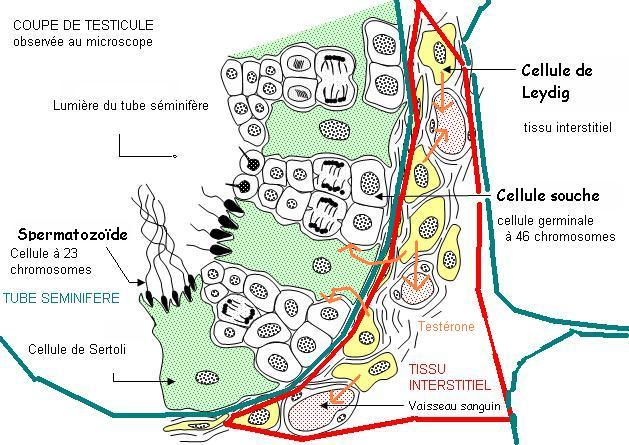 COUPE DE TESTICULE
observée au microscope
Cellule de
Leydig
Lumière du tube séminifère
tissu interstitiel
Cellule souche
cellule germinale
à 46 chromosomes
Spermatozoïde
Cellule à 23
chromosomes
TUBE SEMINIFERE
Testérone
Cellule de Sertoli
TISSU
INTERSTITIEL
Vaisseau sanguin